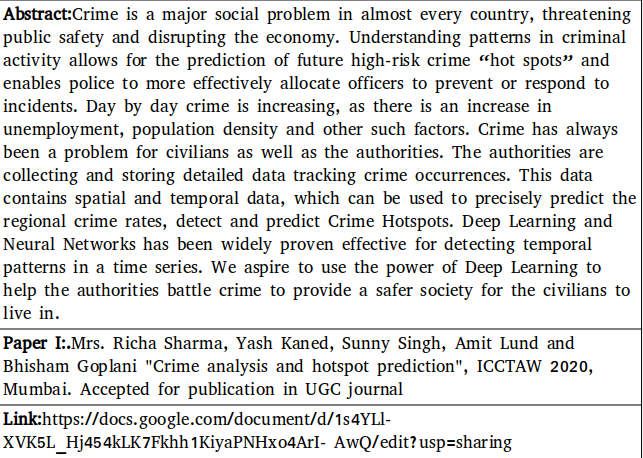 Abstract:Crime is a major social problem in almost every country, threatening
public safety and disrupting the economy. Understanding patterns in criminal
activity allows for the prediction of future high-risk crime “hot spots” and
enables police to more effectively allocate officers to prevent or respond to
incidents. Day by day crime is increasing, as there is an increase in
unemployment, population density and other such factors. Crime has always
been a problem for civilians as well as the authorities. The authorities are
collecting and storing detailed data tracking crime occurrences. This data
contains spatial and temporal data, which can be used to precisely predict the
regional crime rates, detect and predict Crime Hotspots. Deep Learning and
Neural Networks has been widely proven effective for detecting temporal
patterns in a time series. We aspire to use the power of Deep Learning to
help the authorities battle crime to provide a safer society for the civilians to
live in.
Paper I:.Mrs. Richa Sharma, Yash Kaned, Sunny Singh, Amit Lund and
Bhisham Goplani "Crime analysis and hotspot prediction", ICCTAW 2020,
Mumbai. Accepted for publication in UGC journal
Link:https://docs.google.com/document/d/1s4YLl-
XVK5L_Hj454kLK7Fkhh1KiyaPNHxo4ArI- AwQ/edit?usp=sharing